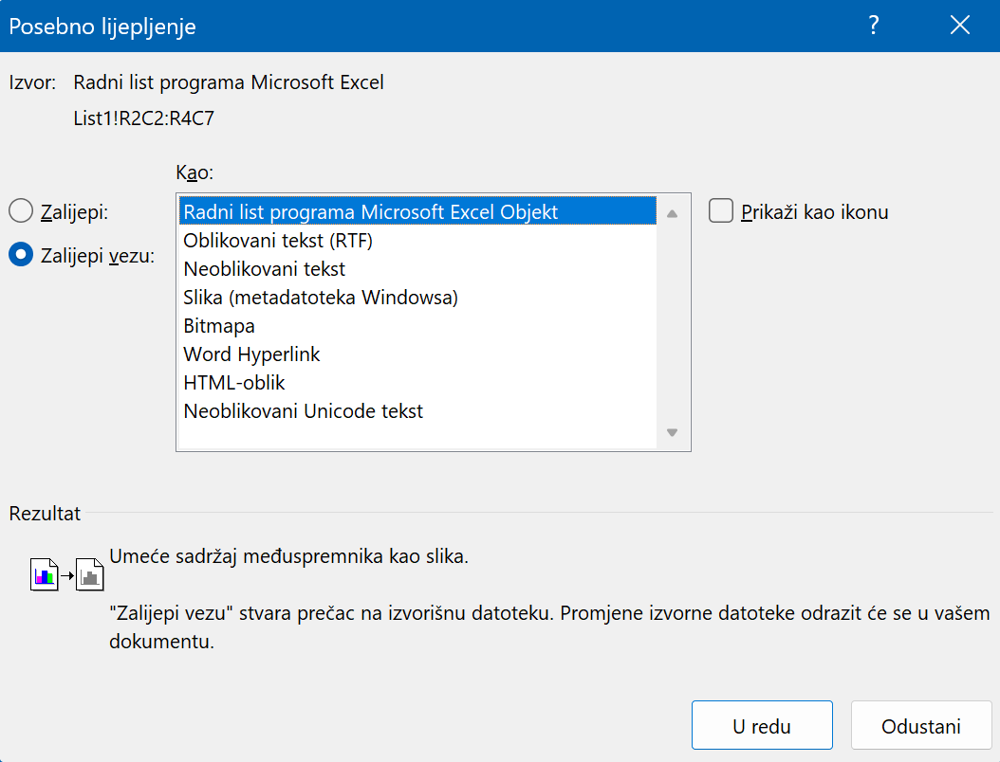 Posebno lijepljenje
?
Izvor: Radni list programa Microsoft Excel
List1!R2C2:R4C7
Kao:
Zalijepi:
Zalijepi vezu:
Radni list programa Microsoft Excel Objekt
Oblikovani tekst (RTF)
Neoblikovani tekst
Slika (metadatoteka Windowsa)
Bitmapa
Word Hyperlink
HTML-oblik
Neoblikovani Unicode tekst
Prikaži kao ikonu
Rezultat
Umeće sadržaj međuspremnika kao slika.
"Zalijepi vezu" stvara prečac na izvorišnu datoteku. Promjene izvorne datoteke odrazit će se u vašem
dokumentu.
U redu
Odustani